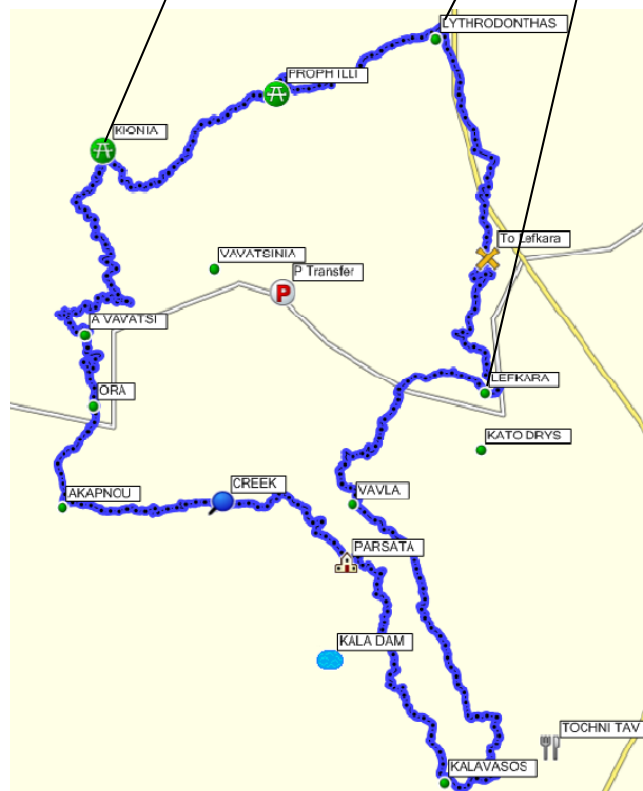 LYTHRODONTHAS
PROPH ILLI
KIONIA
To Lefkara
VAVATSINIA
P Transfer
P
A VAVATSI
LEFKARA
ORA
KATO DRYS
CREEK
AKAPNOU
VAVLA
PARSATA
KALA DAM
TOCHNI TAV
KALAVASOS